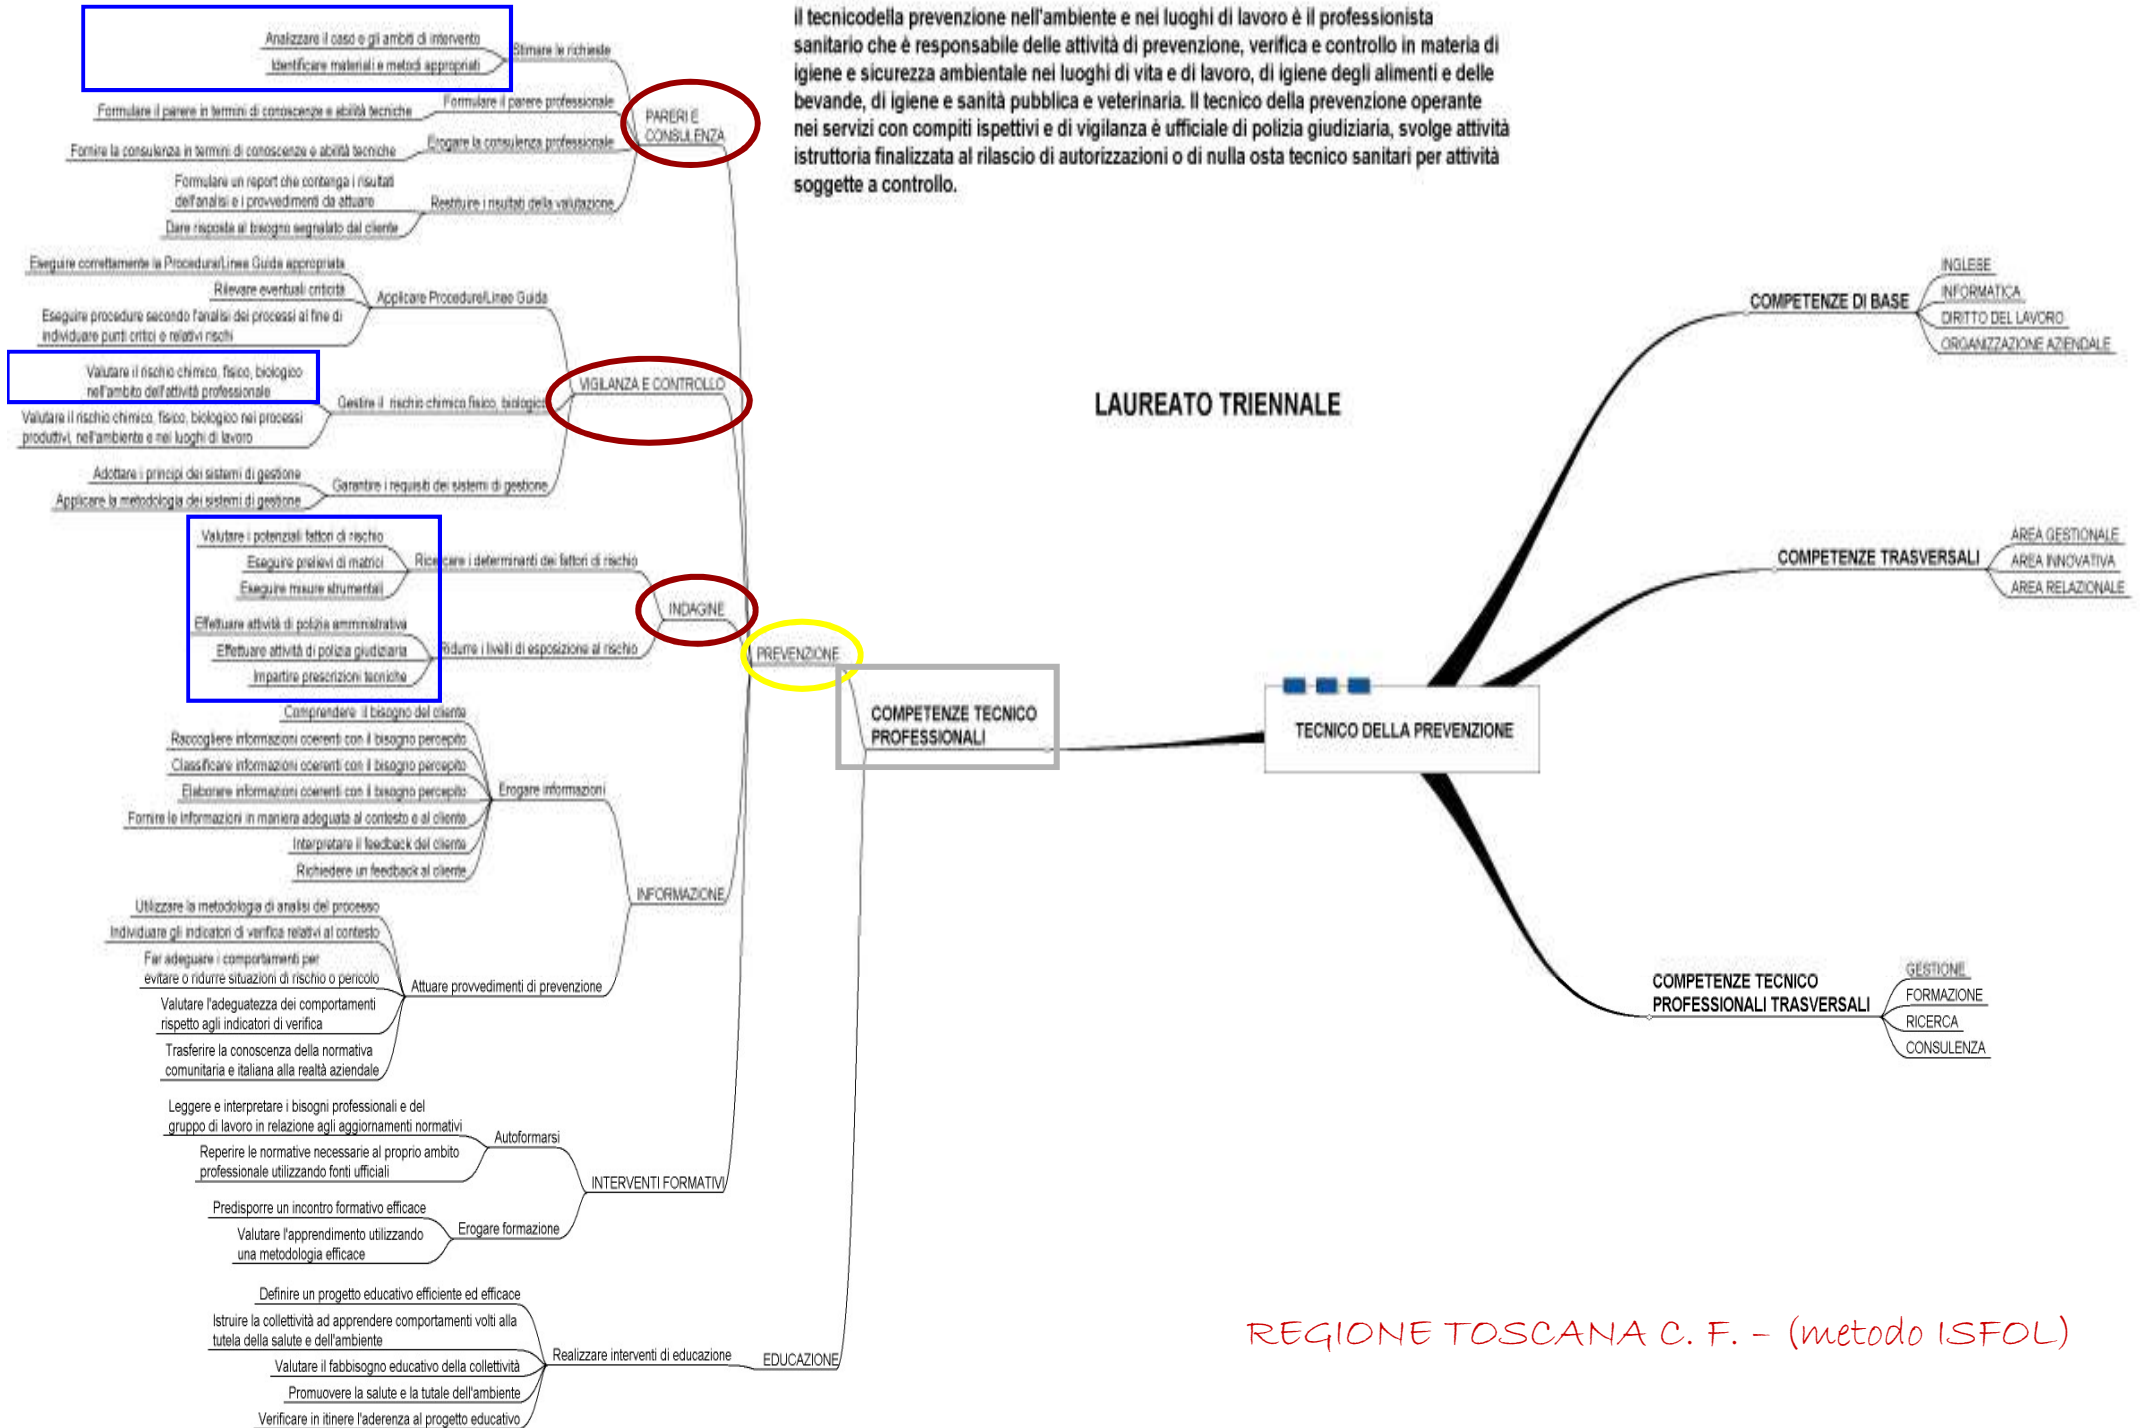 il tecnicodella prevenzione nell'ambiente e nei luoghi di lavoro è il professionista
sanitario che è responsabile delle attività di prevenzione, verifica e controllo in materia di
igiene e sicurezza ambientale nei luoghi di vita e di lavoro, di igiene degli alimenti e delle
bevande, di igiene e sanità pubblica e veterinaria. Il tecnico della prevenzione operante
nei servizi con compiti ispettivi e di vigilanza è ufficiale di polizia giudiziaria, svolge attività
istruttoria finalizzata al rilascio di autorizzazioni o di nulla osta tecnico sanitari per attività
soggette a controllo.
Analizzare il caso e gli ambiti di intervento
Identificare materiali e metodi appropriati
Stimare le richieste
Formulare il parere in termini di conoscenze e abilità tecniche
Formulare il parere professionale
Fornire la consulenza in termini di conoscenze e abilità tecniche
Erogare la consulenza professionale
Formulare un report che contenga i risultati
dell'analisi e i provvedimenti da attuare
Dare risposta al bisogno segnalato dal cliente
Restituire i risultati della valutazione
PARERI E
CONSULENZA
Eseguire correttamente la Procedura/Linea Guida appropriata
Rilevare eventuali criticità
Eseguire procedure secondo l'analisi dei processi al fine di
individuare punti critici e relativi rischi
Applicare Procedure/Linee Guida
Valutare il rischio chimico, fisico, biologico
nell'ambito dell'attività professionale
Valutare il rischio chimico, fisico, biologico nei processi
produttivi, nell'ambiente e nei luoghi di lavoro
Gestire il rischio chimico,fisico, biologico
Adottare i principi dei sistemi di gestione
Applicare la metodologia dei sistemi di gestione
Garantire i requisiti dei sistemi di gestione
VIGILANZA E CONTROLLO
Valutare i potenziali fattori di rischio
Eseguire prelievi di matrici
Eseguire misure strumentali
Ricercare i determinanti dei fattori di rischio
Effettuare attività di polizia amministrativa
Effettuare attività di polizia giudiziaria
Impartire prescrizioni tecniche
Ridurre i livelli di esposizione al rischio
INDAGINE
PREVENZIONE
COMPETENZE TECNICO
PROFESSIONALI
Comprendere il bisogno del cliente
Raccogliere informazioni coerenti con il bisogno percepito
Classificare informazioni coerenti con il bisogno percepito
Elaborare informazioni coerenti con il bisogno percepito
Fornire le informazioni in maniera adeguata al contesto e al cliente
Interpretare il feedback del cliente
Richiedere un feedback al cliente
Erogare informazioni
Utilizzare la metodologia di analisi del processo
Individuare gli indicatori di verifica relativi al contesto
Far adeguare i comportamenti per
evitare o ridurre situazioni di rischio o pericolo
Valutare l'adeguatezza dei comportamenti
rispetto agli indicatori di verifica
Trasferire la conoscenza della normativa
comunitaria e italiana alla realtà aziendale
Attuare provvedimenti di prevenzione
INFORMAZIONE
Leggere e interpretare i bisogni professionali e del
gruppo di lavoro in relazione agli aggiornamenti normativi
Reperire le normative necessarie al proprio ambito
professionale utilizzando fonti ufficiali
Autoformarsi
Predisporre un incontro formativo efficace
Valutare l'apprendimento utilizzando
una metodologia efficace
Erogare formazione
INTERVENTI FORMATIVI
Definire un progetto educativo efficiente ed efficace
Istruire la collettività ad apprendere comportamenti volti alla
tutela della salute e dell'ambiente
Valutare il fabbisogno educativo della collettività
Promuovere la salute e la tutale dell'ambiente
Verificare in itinere l'aderenza al progetto educativo
Realizzare interventi di educazione
EDUCAZIONE
LAUREATO TRIENNALE
TECNICO DELLA PREVENZIONE
COMPETENZE DI BASE
INGLESE
INFORMATICA
DIRITTO DEL LAVORO
ORGANIZZAZIONE AZIENDALE
COMPETENZE TRASVERSALI
AREA GESTIONALE
AREA INNOVATIVA
AREA RELAZIONALE
COMPETENZE TECNICO
PROFESSIONALI TRASVERSALI
GESTIONE
FORMAZIONE
RICERCA
CONSULENZA
REGIONE TOSCANA C. F. – (metodo ISFOL)